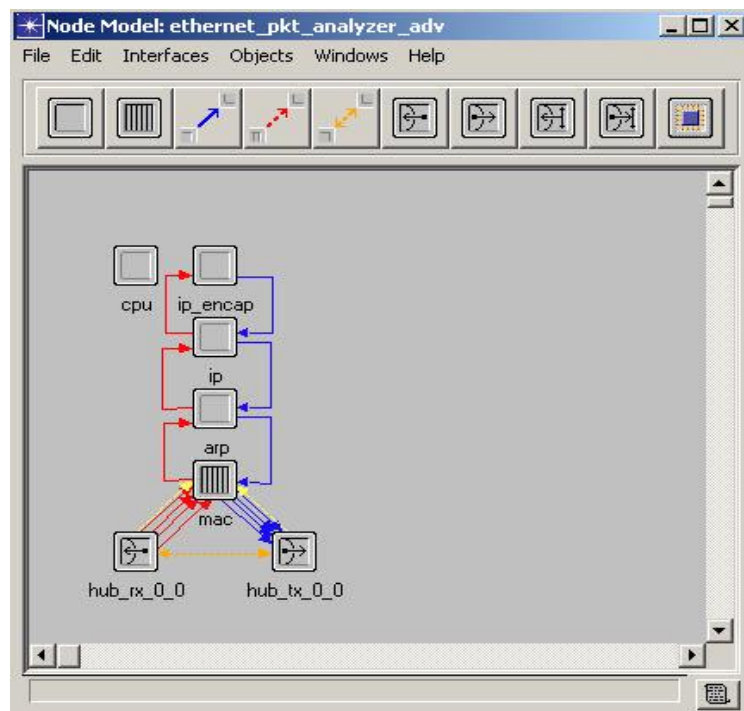 Node Model: ethernet_pkt_analyzer_adv
File Edit Interfaces Objects Windows Help
cpu ip_encap
ip
arp
mac
hub_rx_0_0 hub_tx_0_0